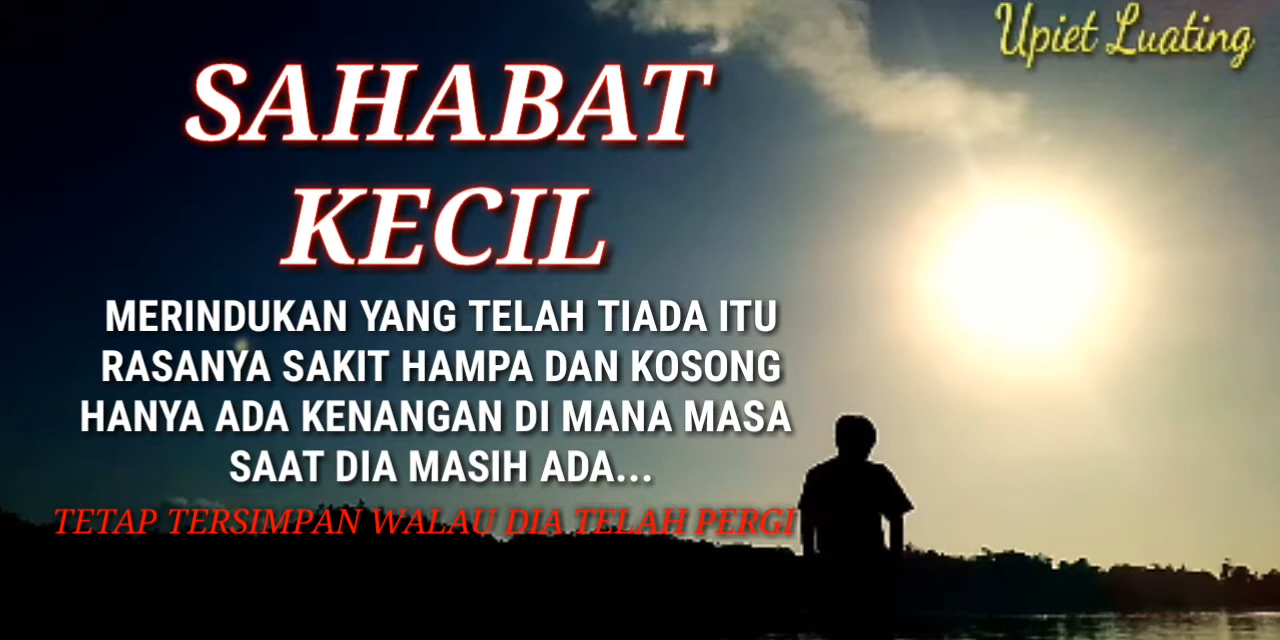 Upiet Luating
SAHABAT
KECIL
MERINDUKAN YANG TELAH TIADA ITU
RASANYA SAKIT HAMPA DAN KOSONG
HANYA ADA KENANGAN DI MANA MASA
SAAT DIA MASIH ADA...
TETAP TERSIMPAN WALAU DIA TELAH PERGI